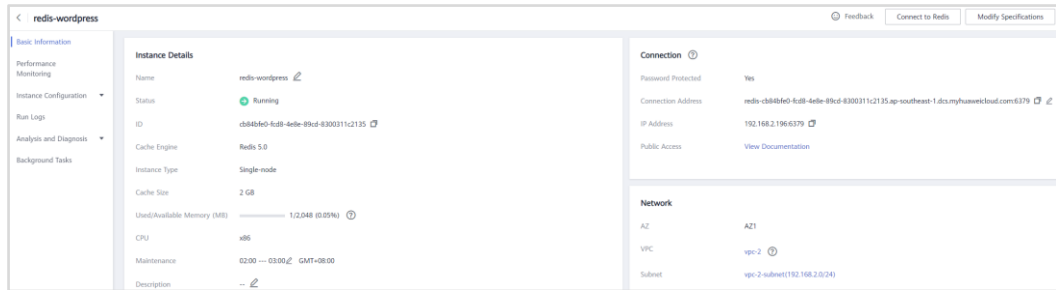 redis-wordpress
Feedback
Connect to Redis
Modify Specifications
Basic Information
Performance
Monitoring
Instance Configuration
Run Logs
Analysis and Diagnosis
Background Tasks
Instance Details
Name redis-wordpress
Status Running
ID cb84bfe0-fcd8-4e8e-89cd-8300311c2135
Cache Engine Redis 5.0
Instance Type Single-node
Cache Size 2 GB
Used/Available Memory (MB) 1/2,048 (0.05%)
CPU x86
Maintenance 02:00 — 03:00 GMT+08:00
Description --
Connection
Password Protected Yes
Connection Address redis-cb84bfe0-fcd8-4e8e-89cd-8300311c2135.ap-southeast-1.dcs.myhuaweicloud.com:6379
IP Address 192.168.2.196:6379
Public Access View Documentation
Network
AZ AZ1
VPC vpc-2
Subnet vpc-2-subnet(192.168.2.0/24)